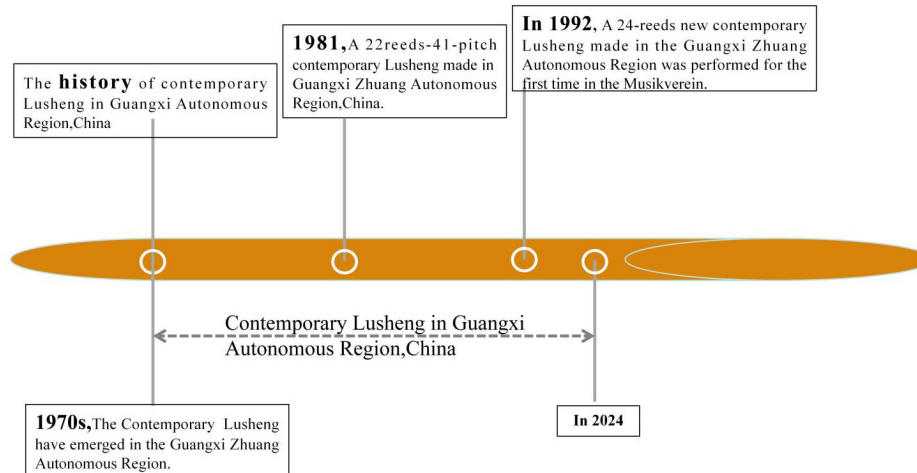 The history of contemporary
Lusheng in Guangxi Autonomous
Region,China
1981,A 22reeds-41-pitch
contemporary Lusheng made in
Guangxi Zhuang Autonomous
Region,China.
In 1992, A 24-reeds new contemporary
Lusheng made in the Guangxi Zhuang
Autonomous Region was performed for the
first time in the Musikverein.
Contemporary Lusheng in Guangxi
Autonomous Region,China
1970s,The Contemporary Lusheng
have emerged in the Guangxi Zhuang
Autonomous Region.
In 2024